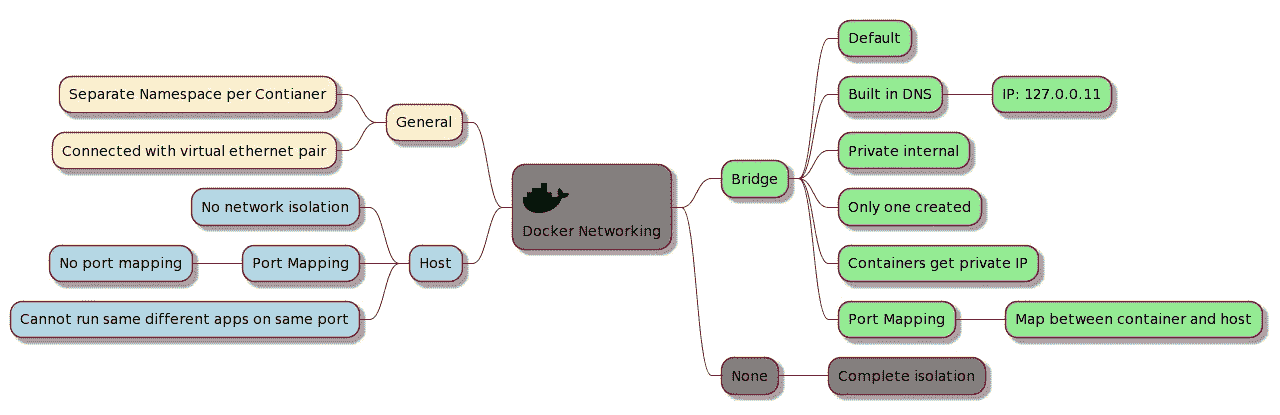 Docker Networking
General
Separate Namespace per Contianer
Connected with virtual ethernet pair
Host
No network isolation
Port Mapping
No port mapping
Cannot run same different apps on same port
Bridge
Default
Built in DNS
IP: 127.0.0.11
Private internal
Only one created
Containers get private IP
Port Mapping
Map between container and host
None
Complete isolation